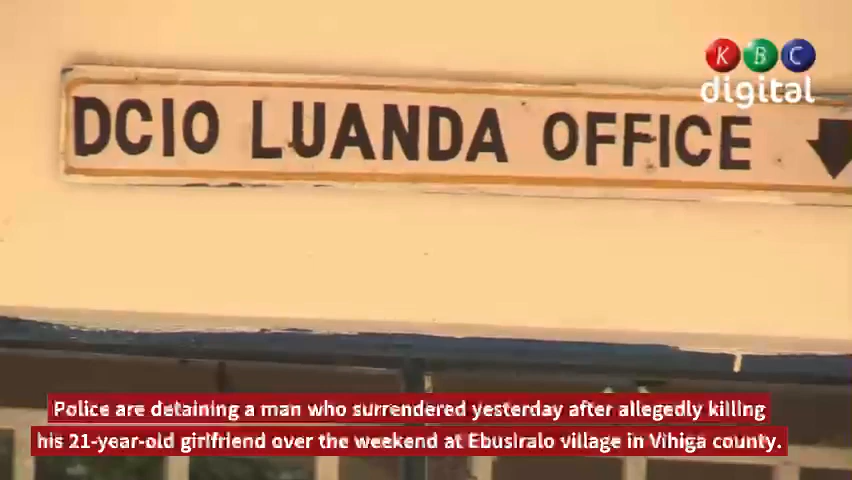 KBC
digital
DCIO LUANDA OFFICE
Police are detaining a man who surrendered yesterday after allegedly killing
his 21-year-old girlfriend over the weekend at Ebusiralo village in Vihiga county.